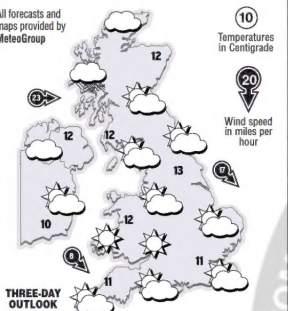 All forecasts and
maps provided by
MeteoGroup
10
Temperatures
in Centigrade
20
Wind speed
in miles per
hour
12
23
12
12
13
17
10
12
8
11
11
THREE-DAY
OUTLOOK